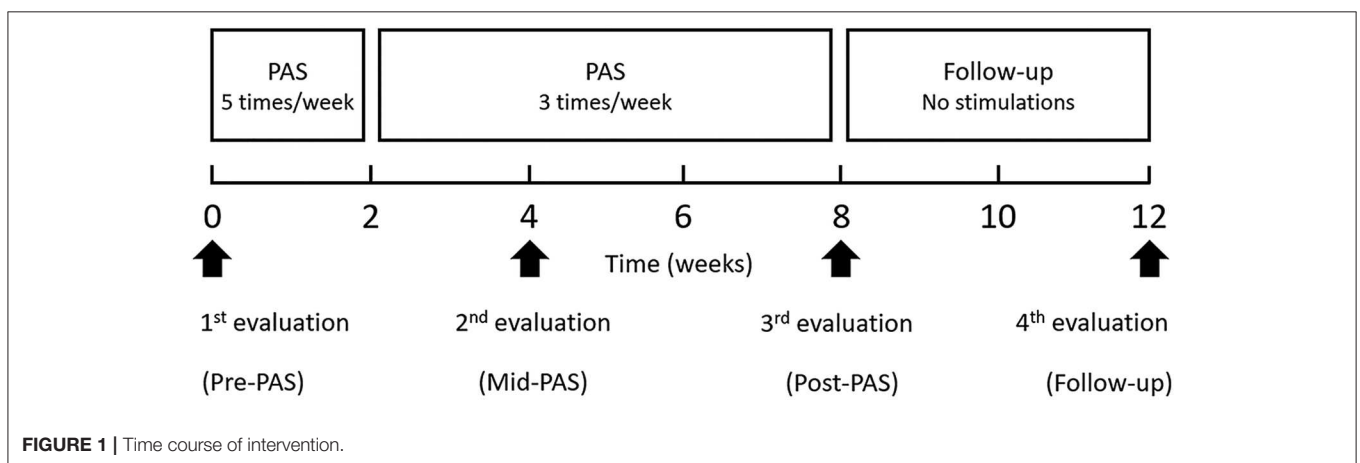 PAS PAS Follow-up
5 times/week 3 times/week No stimulations
0 2 4 6 8 10 12
Time (weeks)
1st evaluation 2nd evaluation 3rd evaluation 4th evaluation
(Pre-PAS) (Mid-PAS) (Post-PAS) (Follow-up)
FIGURE 1 | Time course of intervention.